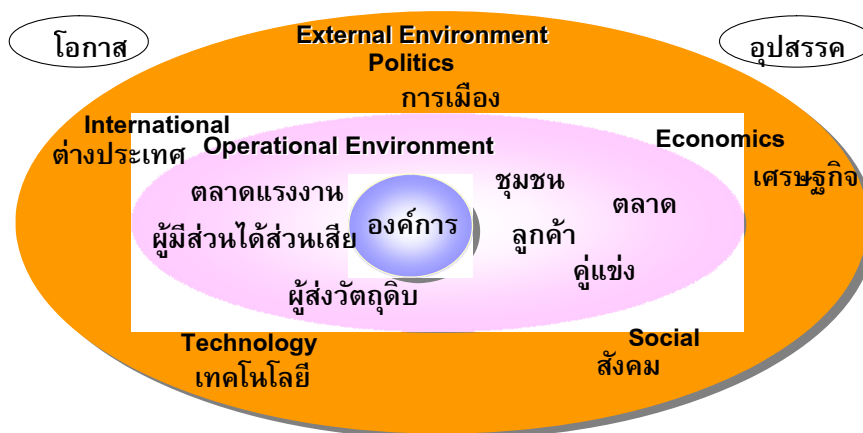 โอกาส
External Environment
อุปสรรค
Politics
การเมือง
International
ต่างประเทศ
Operational Environment
Economics
เศรษฐกิจ
ตลาดแรงงาน
ชุมชน
ตลาด
องค์การ
ผู้มีส่วนได้ส่วนเสีย
ลูกค้า
คู่แข่ง
ผู้ส่งวัตถุดิบ
Technology
เทคโนโลยี
Social
สังคม